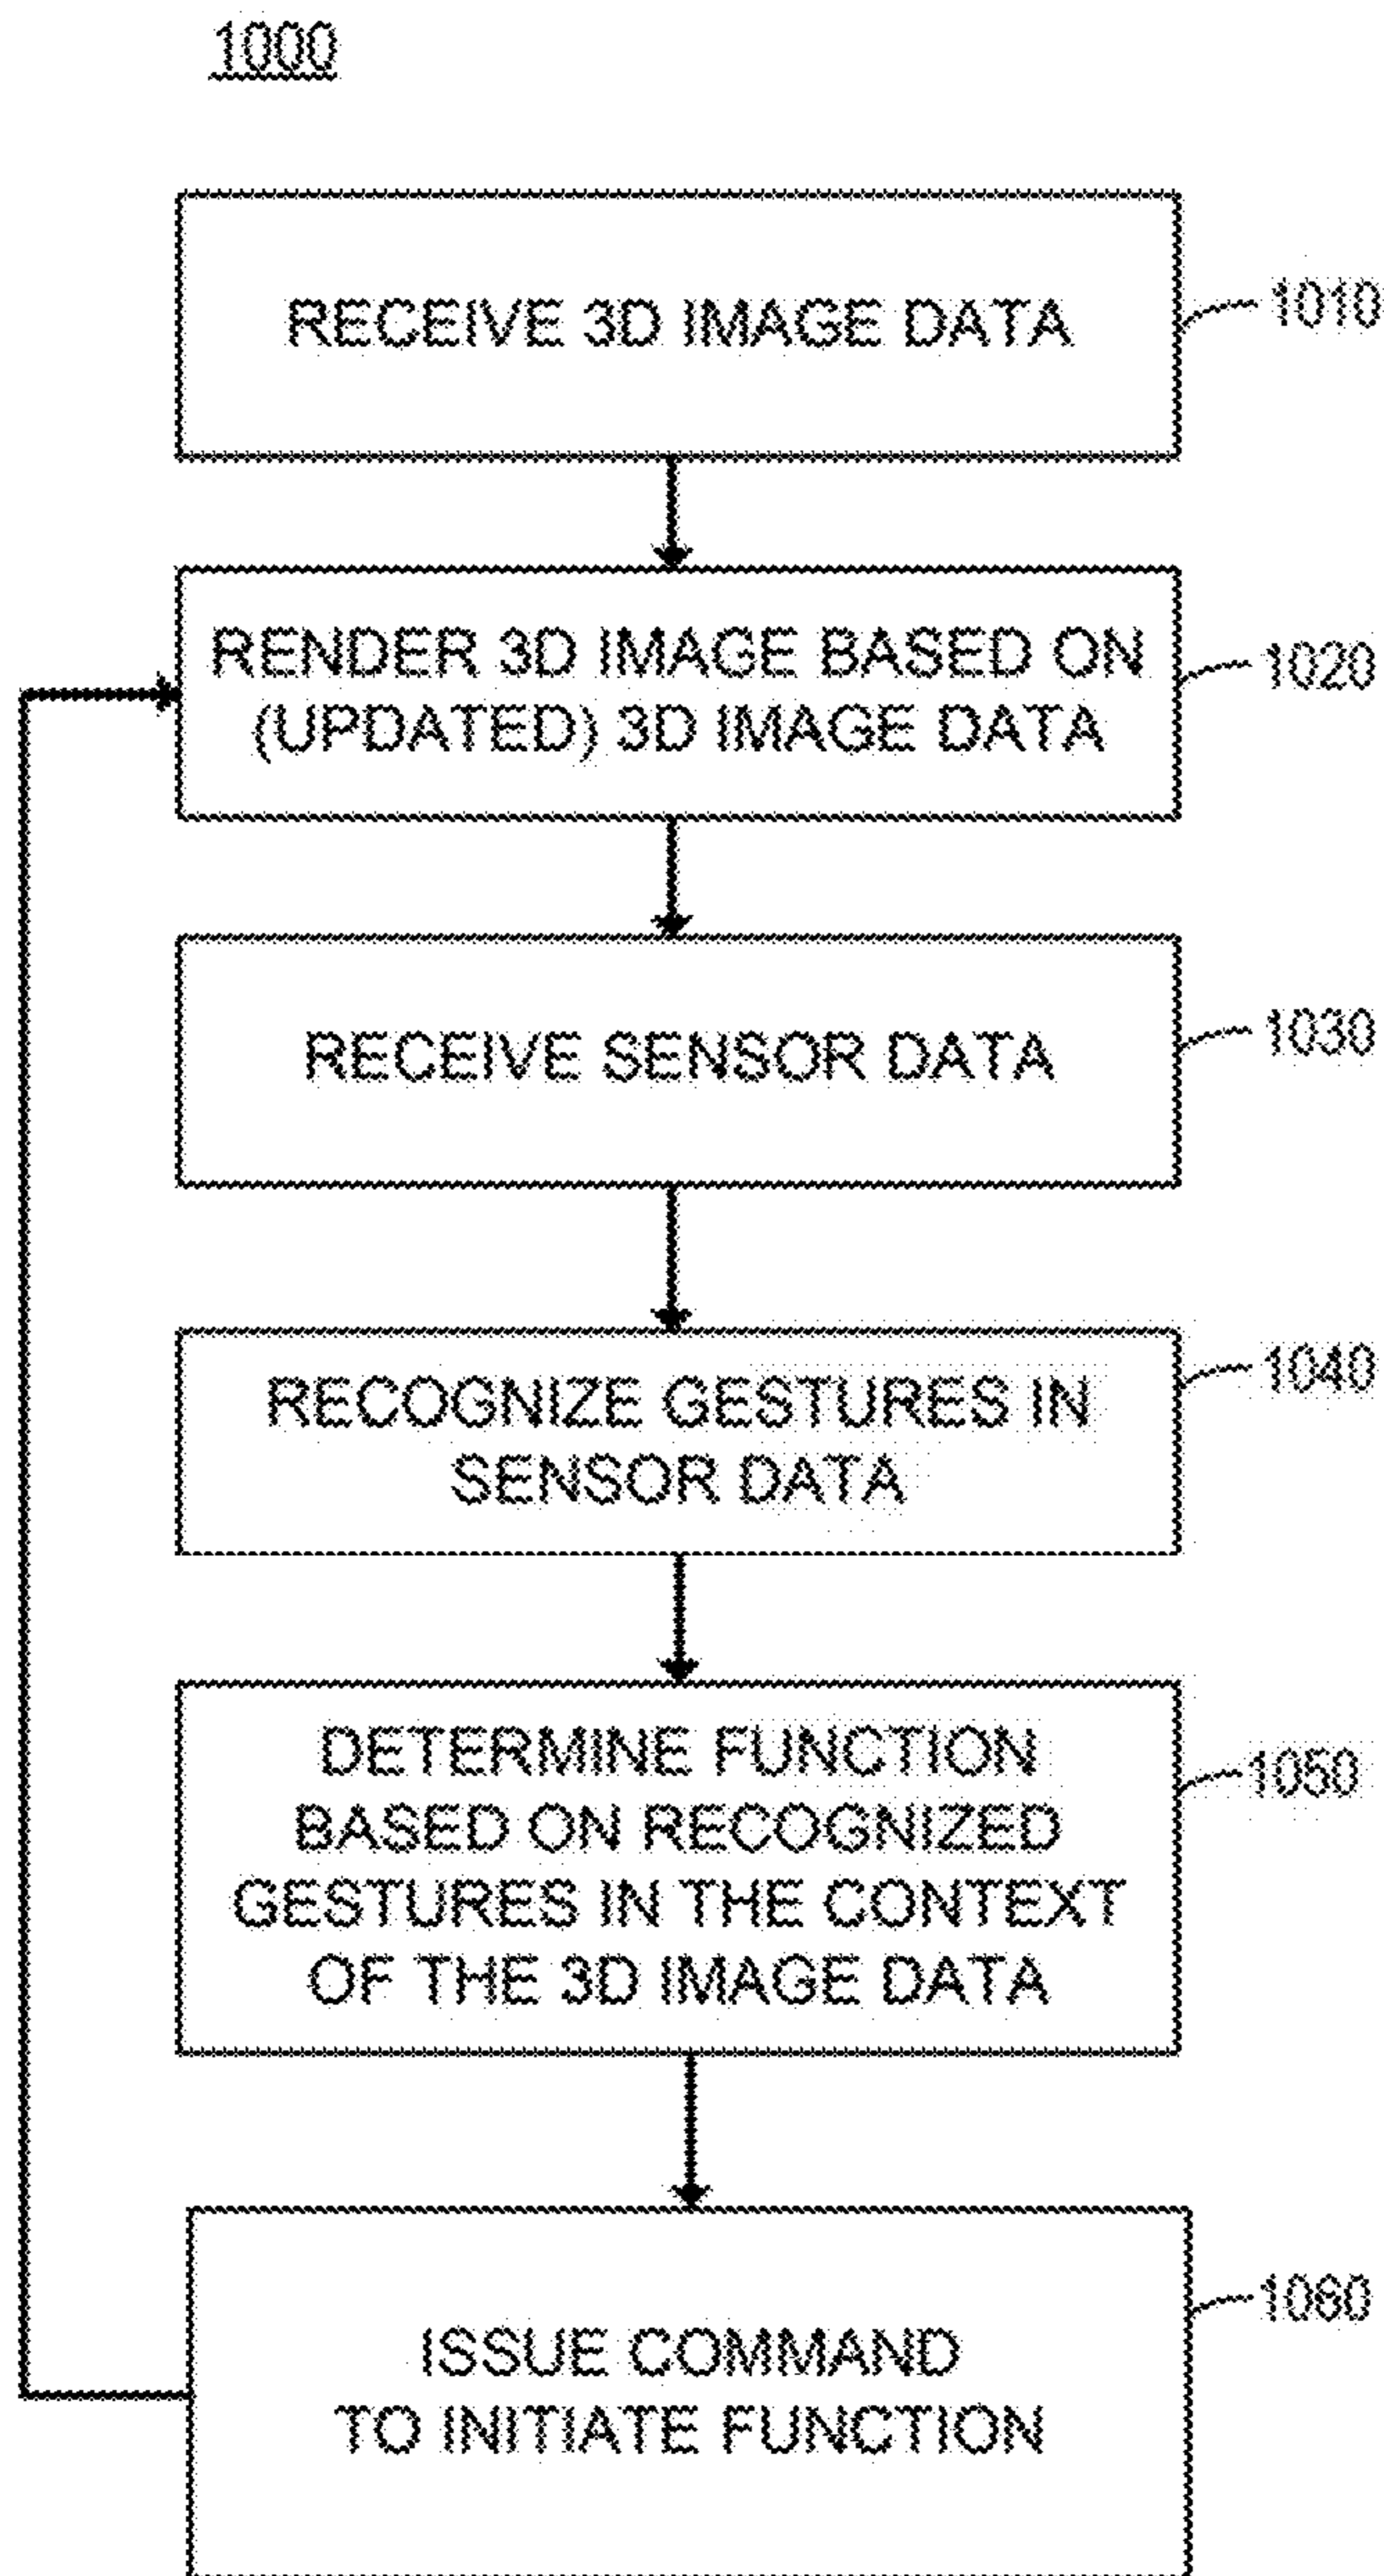 1000
RECEIVE 3D IMAGE DATA
1010
RENDER 3D IMAGE BASED ON
(UPDATED) 3D IMAGE DATA
1020
RECEIVE SENSOR DATA
1030
RECOGNIZE GESTURES IN
SENSOR DATA
1040
DETERMINE FUNCTION
BASED ON RECOGNIZED
GESTURES IN THE CONTEXT
OF THE 3D IMAGE DATA
1050
ISSUE COMMAND
TO INITIATE FUNCTION
1060